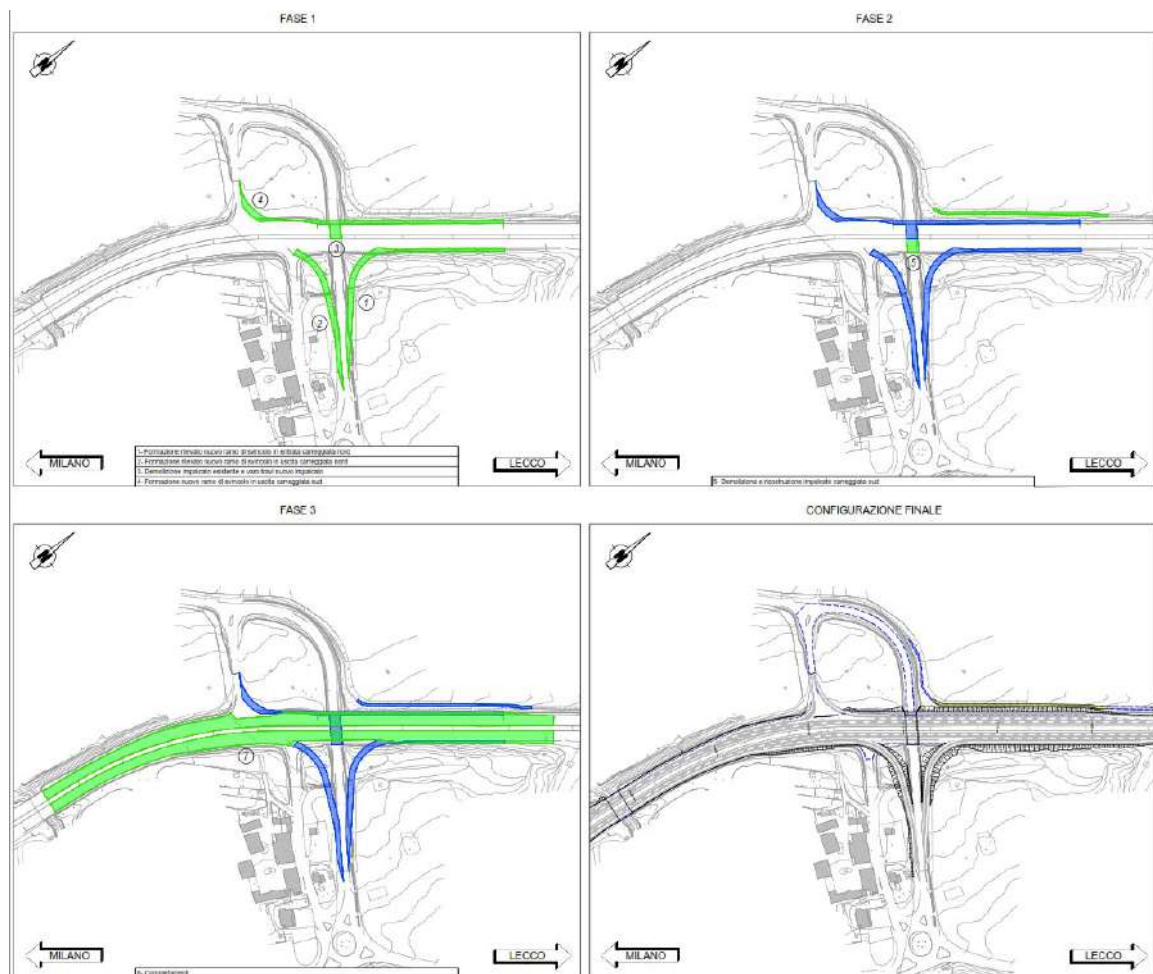 FASE 1
FASE 2
N
N
4
3
1
2
5
MILANO
LECCO
1- Formazione rilevato nuovo ramo di svincolo in entrata carreggiata nord
2- Formazione rilevato nuovo ramo di svincolo in uscita carreggiata nord
3- Demolizione impalcato esistente e varo travi nuovo impalcato
4- Formazione nuovo ramo di svincolo in uscita carreggiata sud
MILANO
LECCO
5- Demolizione e ricostruzione impalcato carreggiata sud
FASE 3
CONFIGURAZIONE FINALE
N
N
7
MILANO
LECCO
MILANO
LECCO